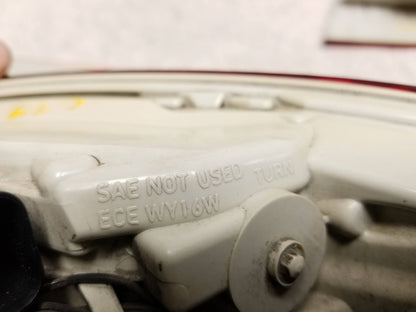 SAE NOT USED TURN
ECE WY16W